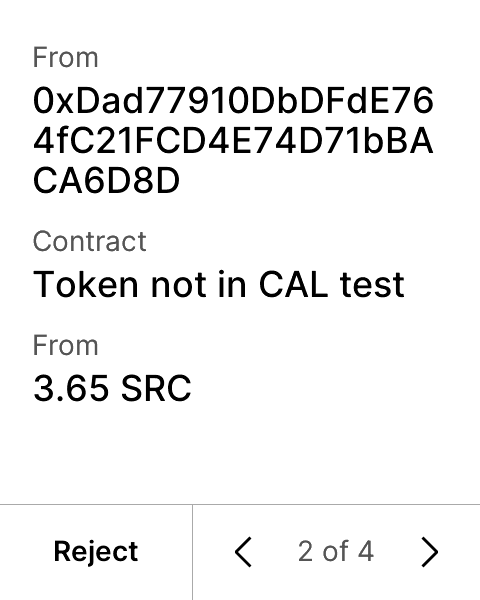 From
0xDad77910DbDFdE76
4fC21FCD4E74D71bBA
CA6D8D
Contract
Token not in CAL test
From
3.65 SRC
Reject
2 of 4